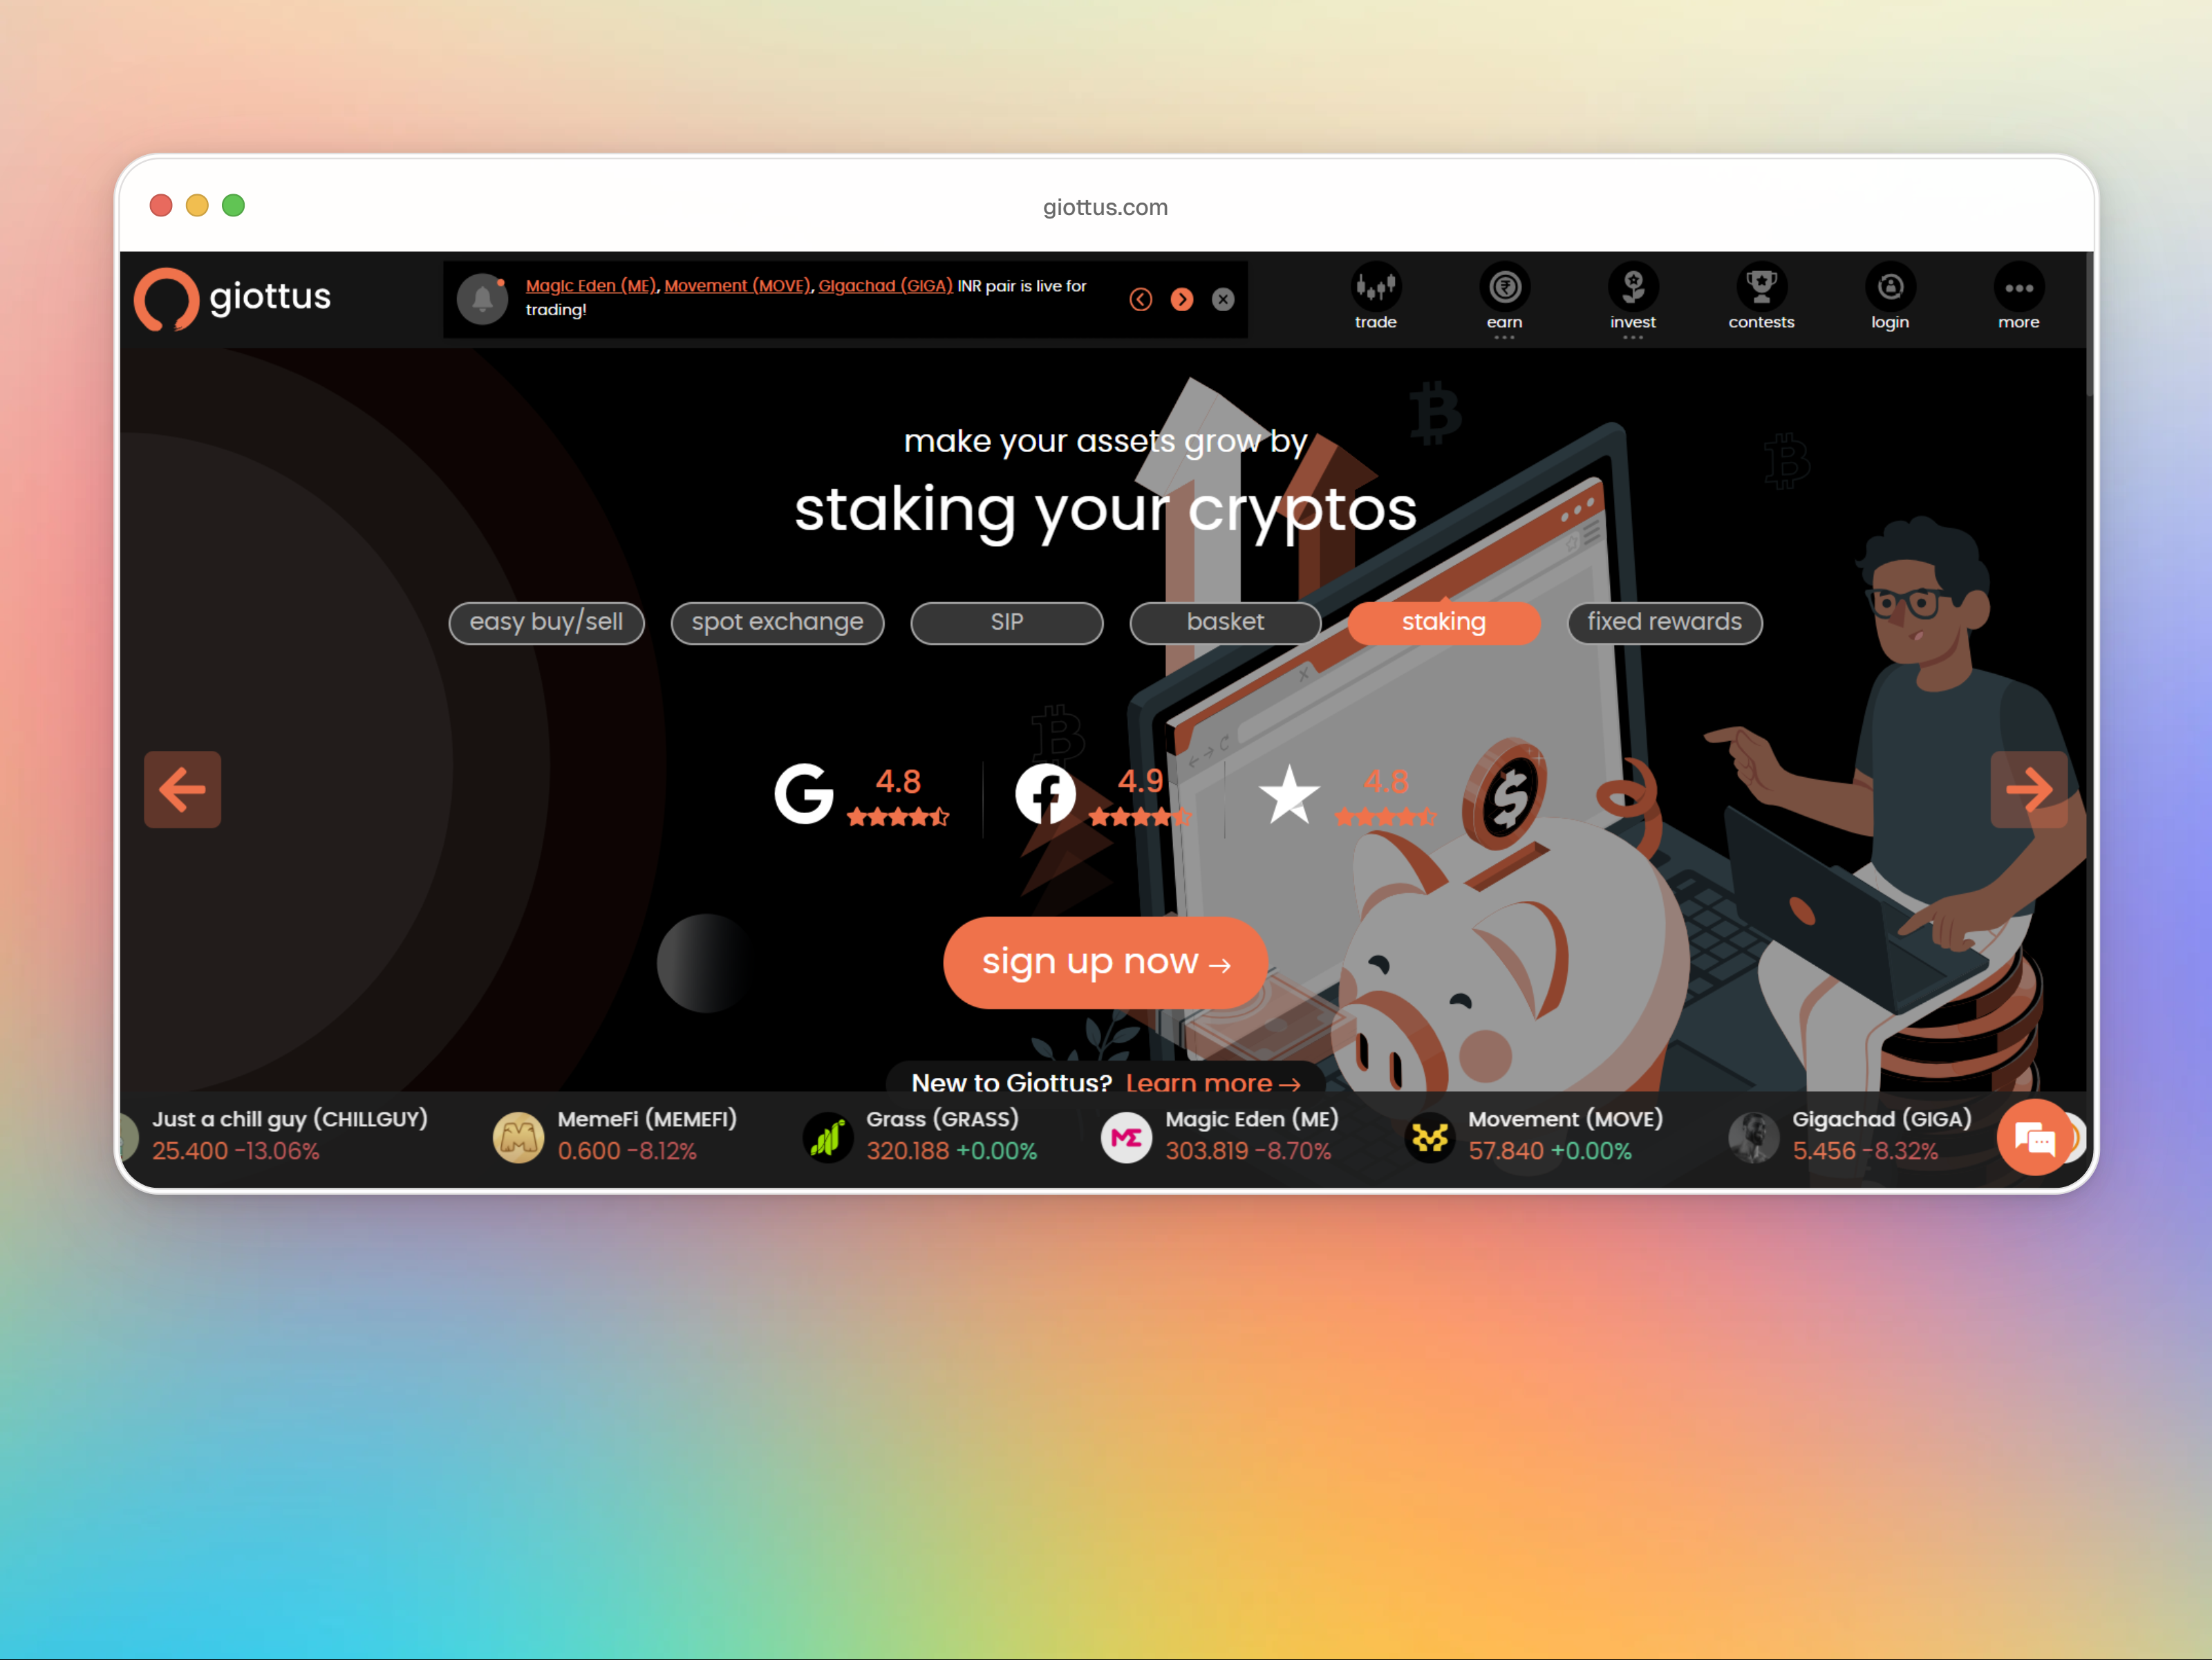 giottus.com
giottus
Magic Eden (ME), Movement (MOVE), Gigachad (GIGA) INR pair is live for
trading!
trade
earn
invest
contests
login
more
make your assets grow by
staking your cryptos
easy buy/sell
spot exchange
SIP
basket
staking
fixed rewards
4.8
4.9
4.8
sign up now →
New to Giottus? Learn more →
Just a chill guy (CHILLGUY)
25.400 -13.06%
MemeFi (MEMEFI)
0.600 -8.12%
Grass (GRASS)
320.188 +0.00%
Magic Eden (ME)
303.819 -8.70%
Movement (MOVE)
57.840 +0.00%
Gigachad (GIGA)
5.456 -8.32%